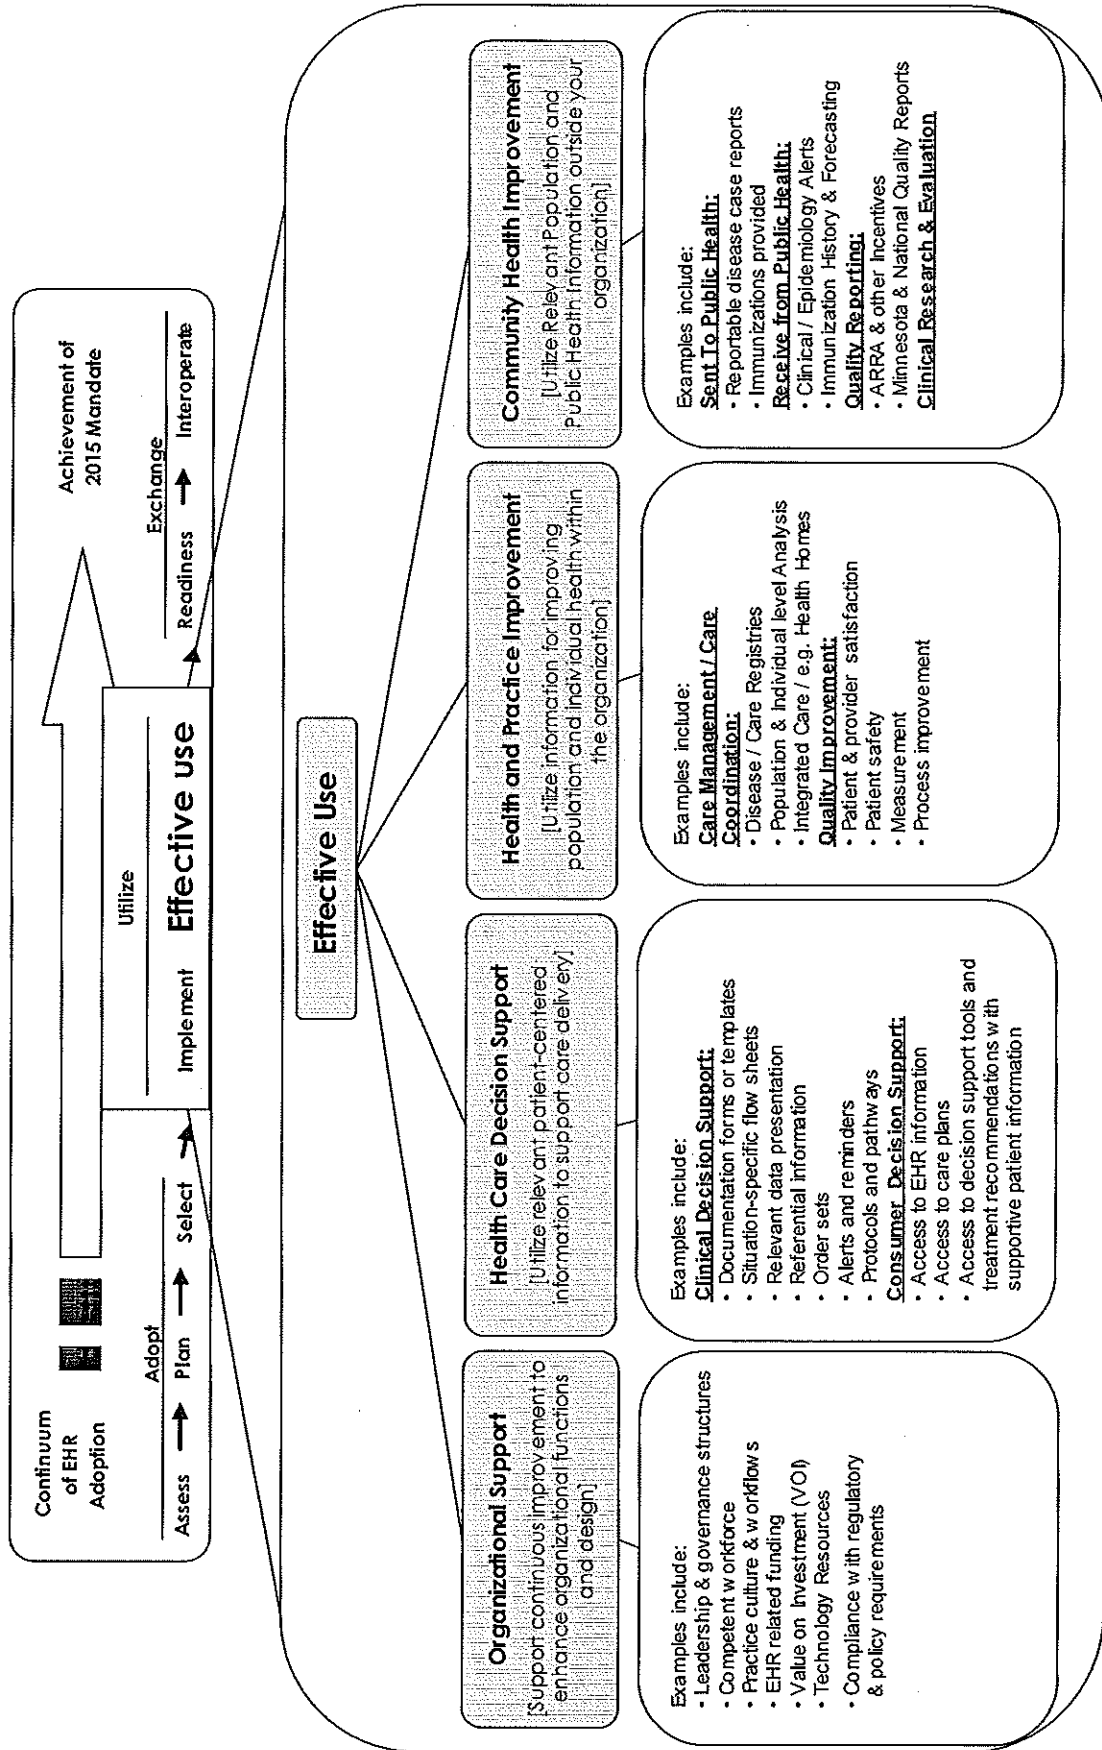 Continuum
of EHR
Adoption
Achievement of
2015 Mandate
Adopt
Utilize
Exchange
Assess
Plan
Select
Implement
Effective use
Readiness
Interoperate
Effective Use
Organizational Support
[Support continuous improvement to
enhance organizational functions
and design]
Examples include:
• Leadership & governance structures
• Competent workforce
• Practice culture & workflows
• EHR related funding
• Value on Investment (VOI)
• Technology Resources
• Compliance with regulatory
& policy requirements
Health Care Decision Support
[Utilize relevant patient-centered
information to support care delivery]
Examples include:
Clinical Decision Support:
• Documentation forms or templates
• Situation-specific flow sheets
• Relevant data presentation
• Referential information
• Order sets
• Alerts and reminders
• Protocols and pathways
Consumer Decision Support:
• Access to EHR information
• Access to care plans
• Access to decision support tools and
treatment recommendations with
supportive patient information
Health and Practice Improvement
[Utilize information for improving
population and individual health within
the organization]
Examples include:
Care Management / Care
Coordination:
• Disease / Care Registries
• Population & Individual level Analysis
• Integrated Care / e.g. Health Homes
Quality Improvement:
• Patient & provider satisfaction
• Patient safety
• Measurement
• Process improvement
Community Health Improvement
[Utilize Relevant Population and
Public Health Information outside your
organization]
Examples include:
Sent To Public Health:
• Reportable disease case reports
• Immunizations provided
Receive from Public Health:
• Clinical / Epidemiology Alerts
• Immunization History & Forecasting
Quality Reporting:
• ARRA & other Incentives
• Minnesota & National Quality Reports
Clinical Research & Evaluation